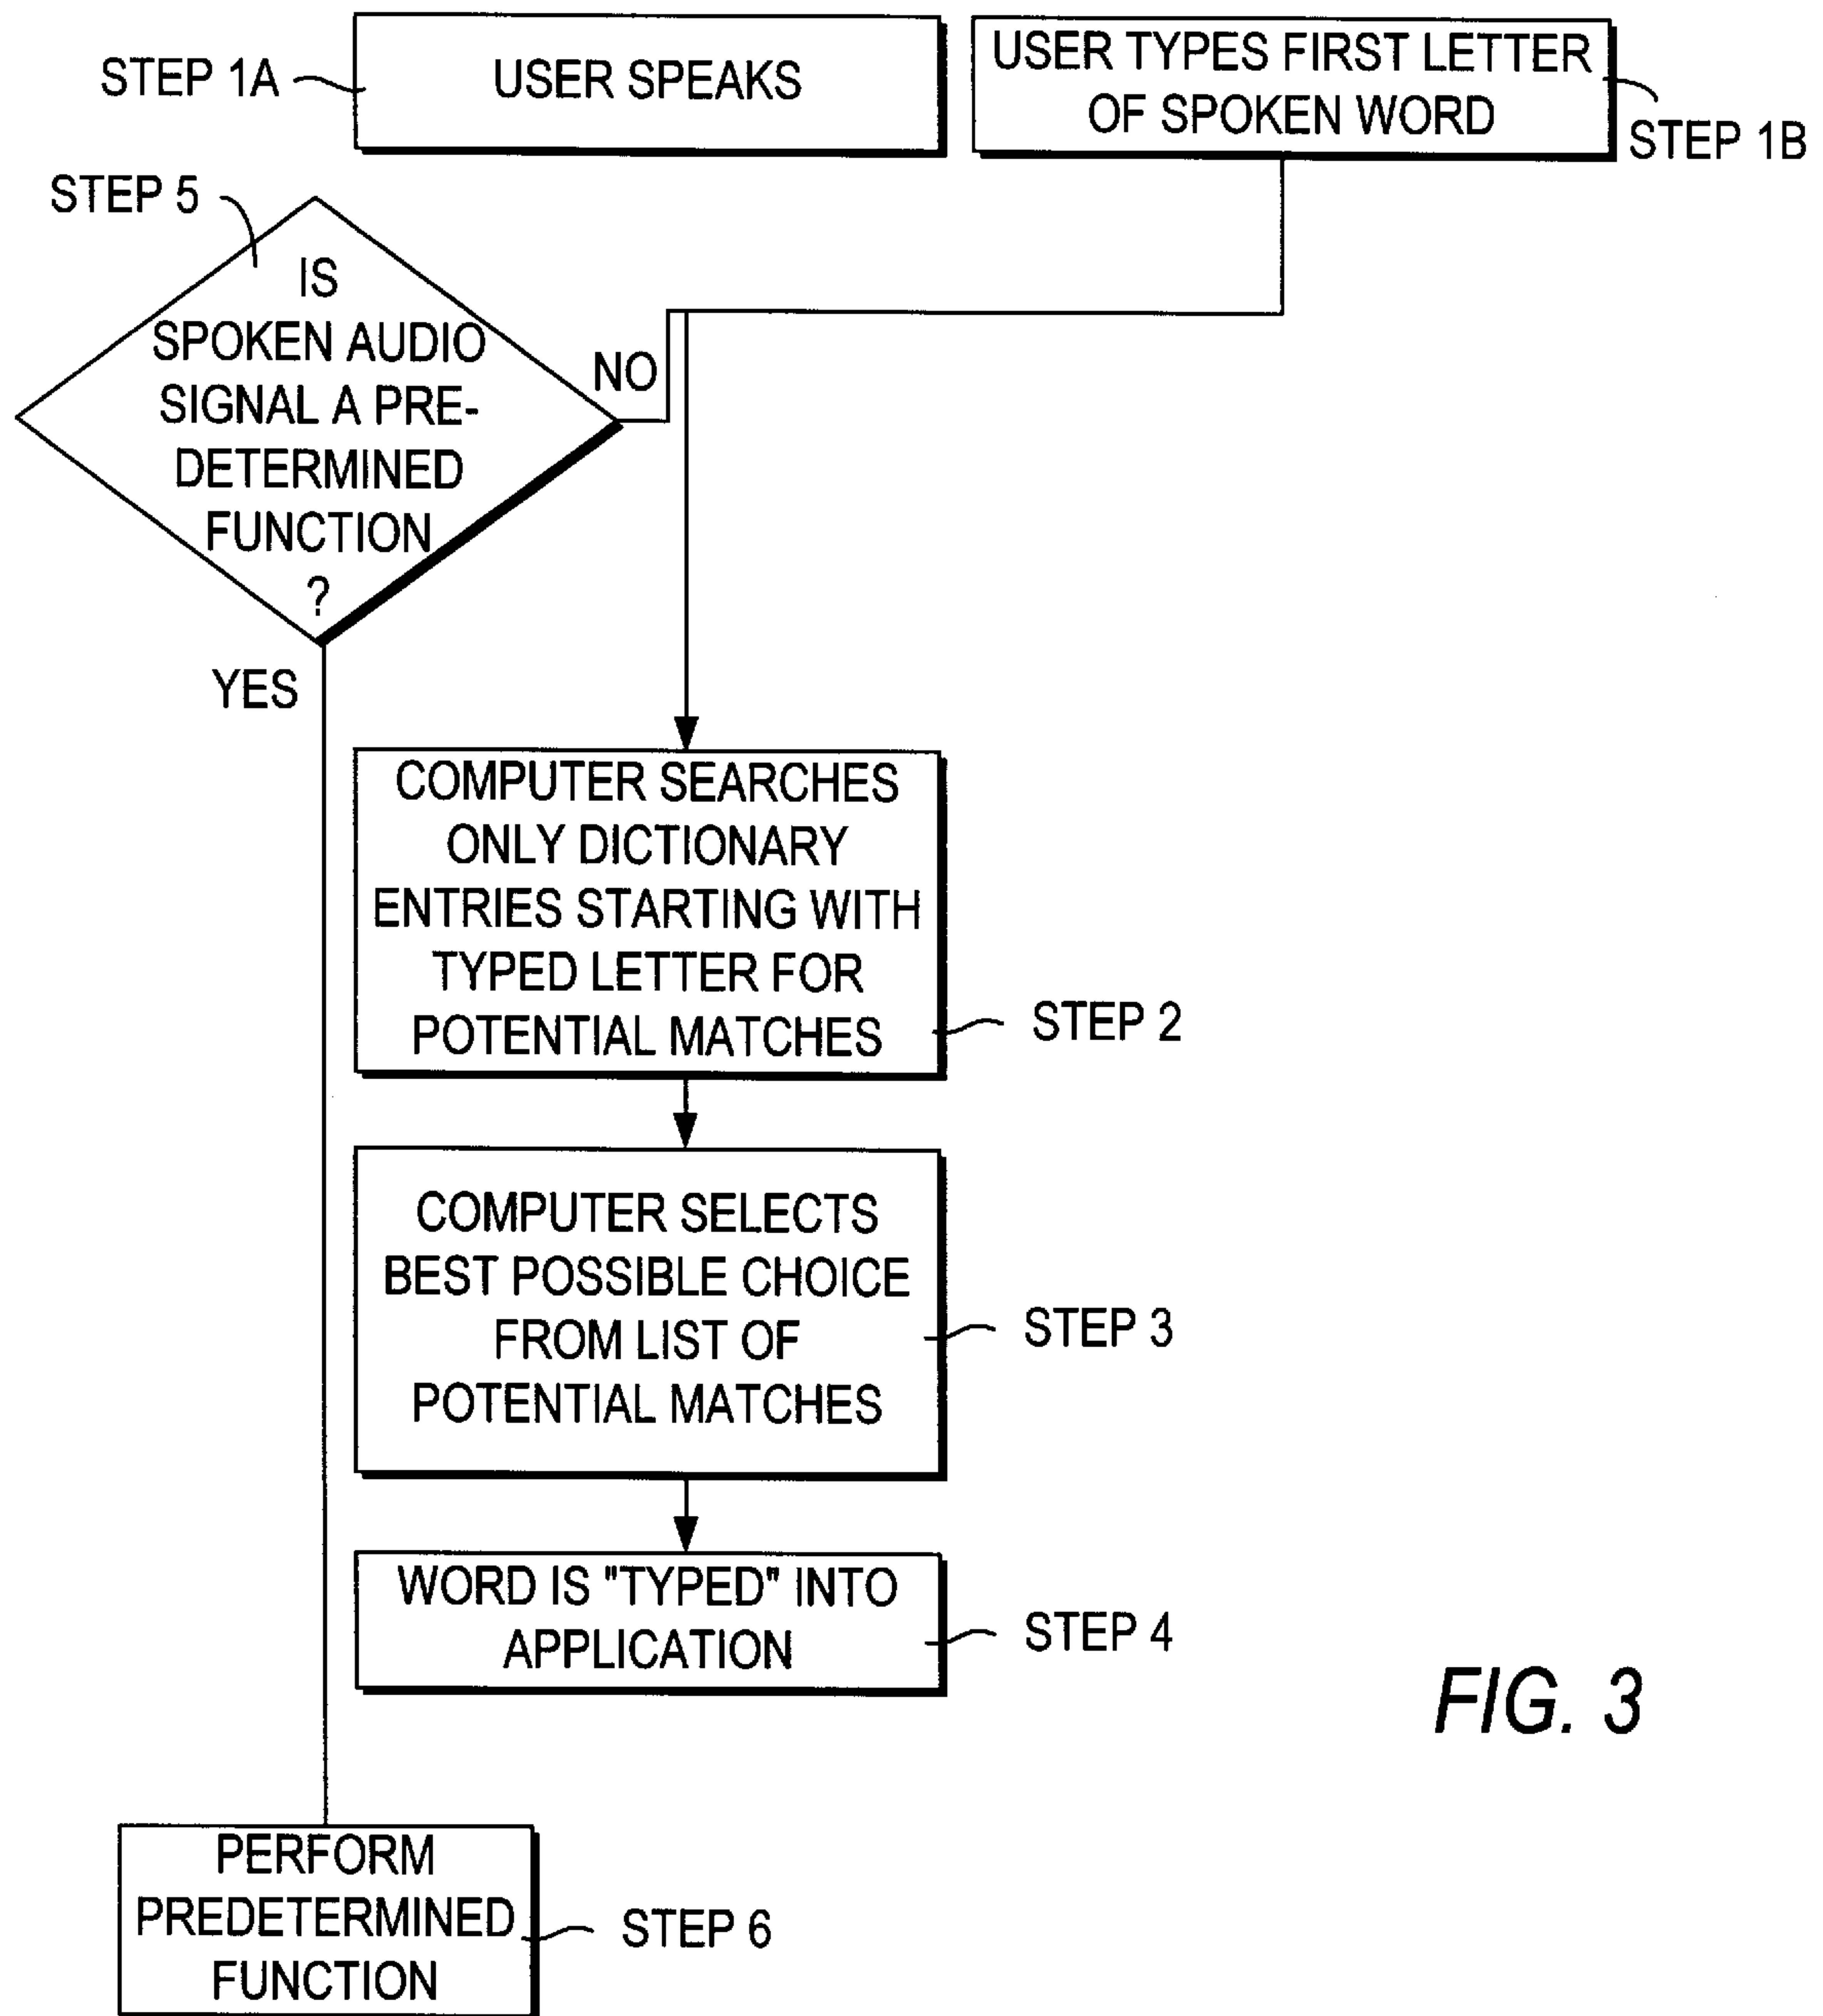 STEP 1A
USER SPEAKS
USER TYPES FIRST LETTER
OF SPOKEN WORD
STEP 1B
STEP 5
IS
SPOKEN AUDIO
SIGNAL A PRE-
DETERMINED
FUNCTION
?
NO
YES
COMPUTER SEARCHES
ONLY DICTIONARY
ENTRIES STARTING WITH
TYPED LETTER FOR
POTENTIAL MATCHES
STEP 2
COMPUTER SELECTS
BEST POSSIBLE CHOICE
FROM LIST OF
POTENTIAL MATCHES
STEP 3
WORD IS "TYPED" INTO
APPLICATION
STEP 4
FIG. 3
PERFORM
PREDETERMINED
FUNCTION
STEP 6